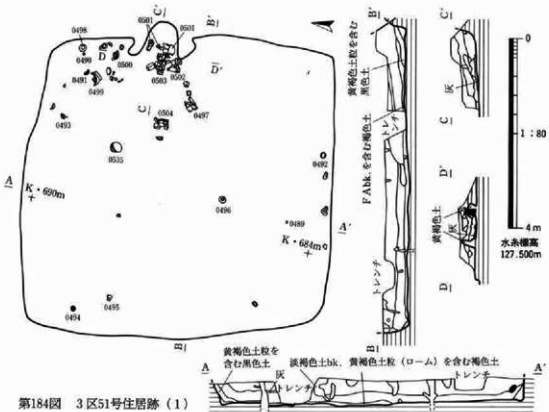 0498
0490
0491
0499
0493
D
0500
0501
C'
0501
0503
0502
B'
D'
C
0504
0497
0535
A
K・690m
0492
0496
0489
A'
K・684m
0494
0495
B
B'
黄褐色土粒を含む
黒色土
トレンチ
FAbk.を含む褐色土
トレンチ
B
C'
灰
C
D'
黄褐色土
灰
D
0
1:80
4m
水糸標高
127.500m
A
黄褐色土粒を
含む黒色土
灰
トレンチ
淡褐色土bk、黄褐色土粒(ローム)を含む褐色土
トレンチ
A'
第184図 3区51号住居跡(1)